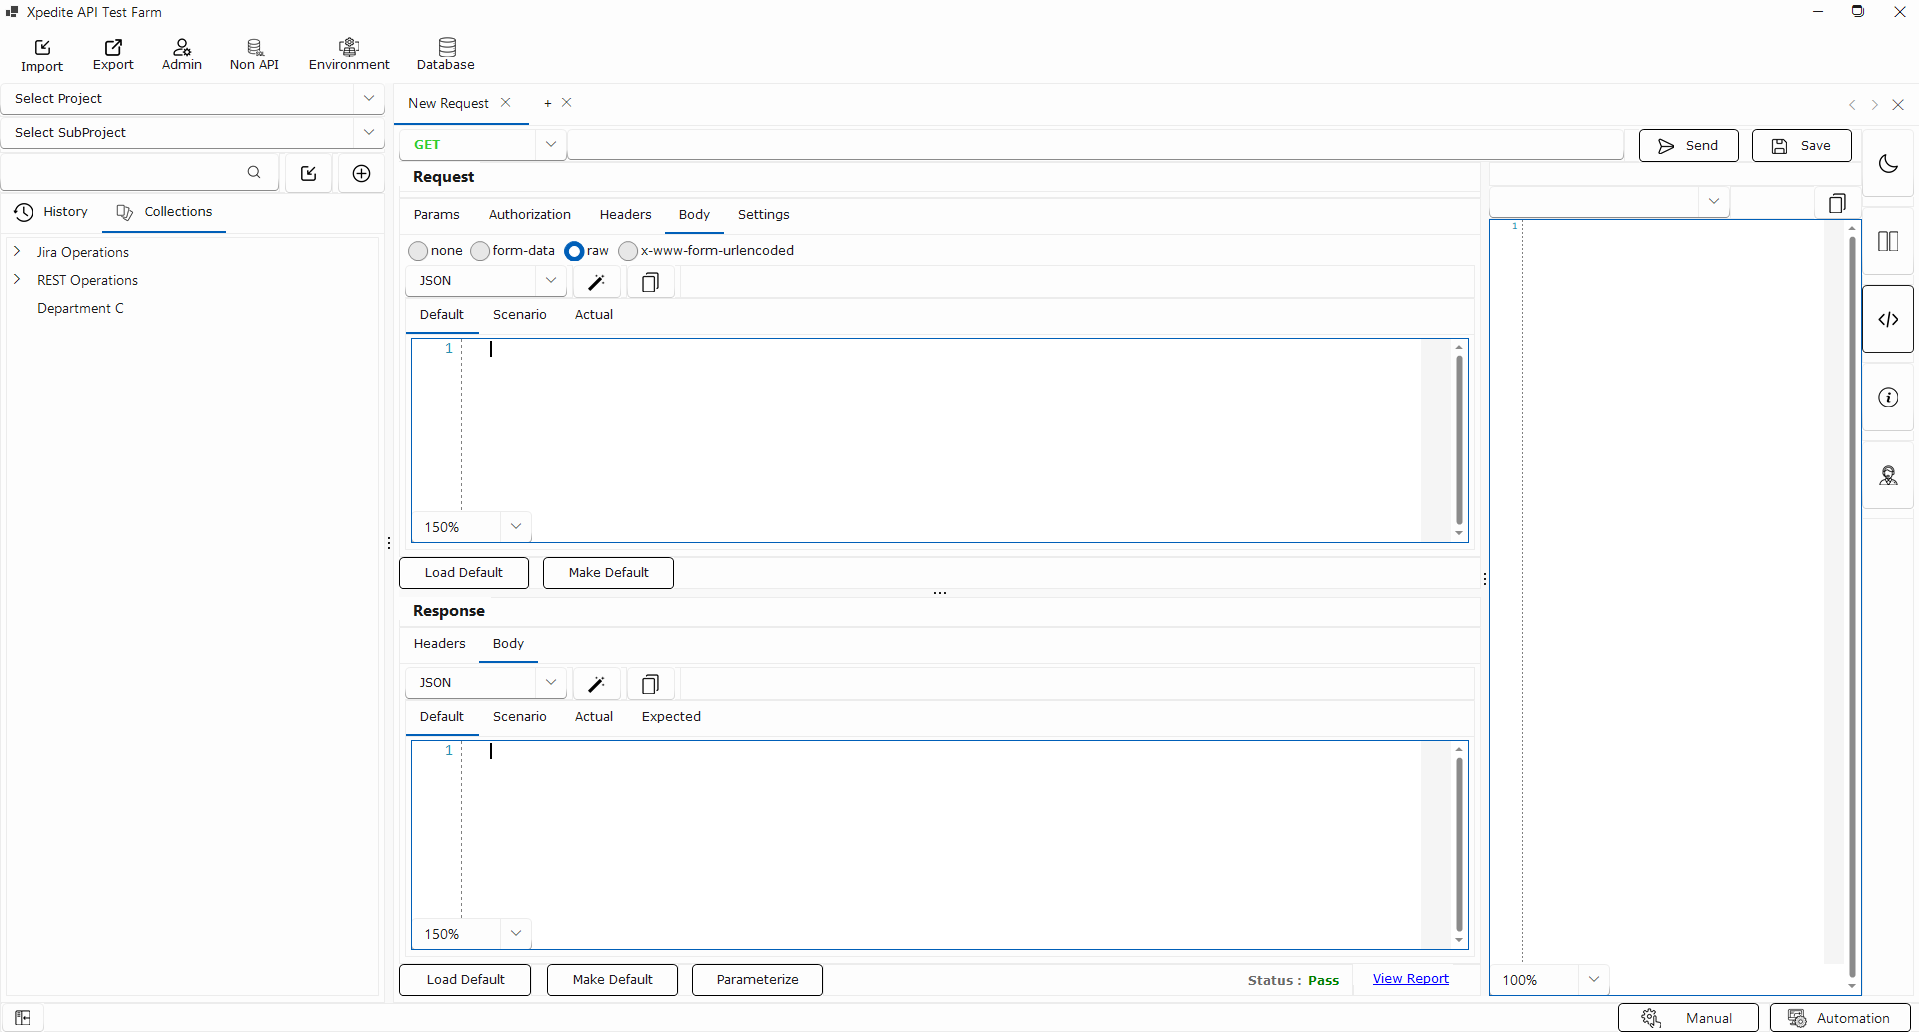 Xpedite API Test Farm
Import Export Admin Non API Environment Database
Select Project
Select SubProject
History Collections
Jira Operations
REST Operations
Department C
New Request +
GET
Send Save
Request
Params Authorization Headers Body Settings
none form-data raw x-www-form-urlencoded
JSON
Default Scenario Actual
1
150%
Load Default Make Default
Response
Headers Body
JSON
Default Scenario Actual Expected
1
150%
Load Default Make Default Parameterize
Status : Pass View Report
1
100%
Manual Automation